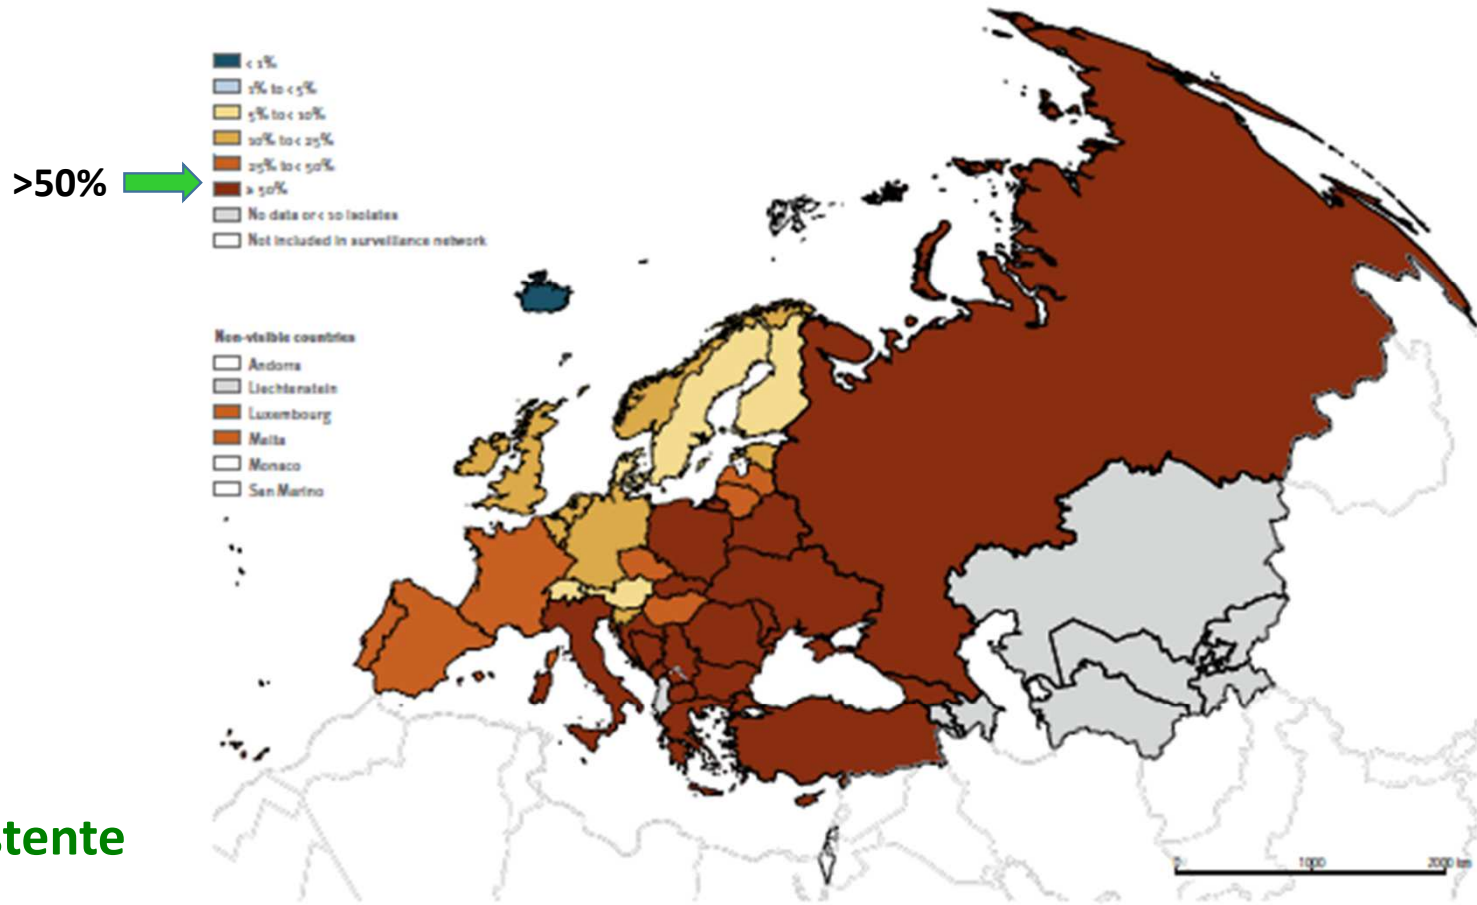 < 1%
1% to < 5%
5% to < 10%
10% to < 25%
25% to < 50%
>50%
≥ 50%
No data or < 10 isolates
Not included in surveillance network
Non-visible countries
Andorra
Liechtenstein
Luxembourg
Malta
Monaco
San Marino
stente
0 1000 2000 km